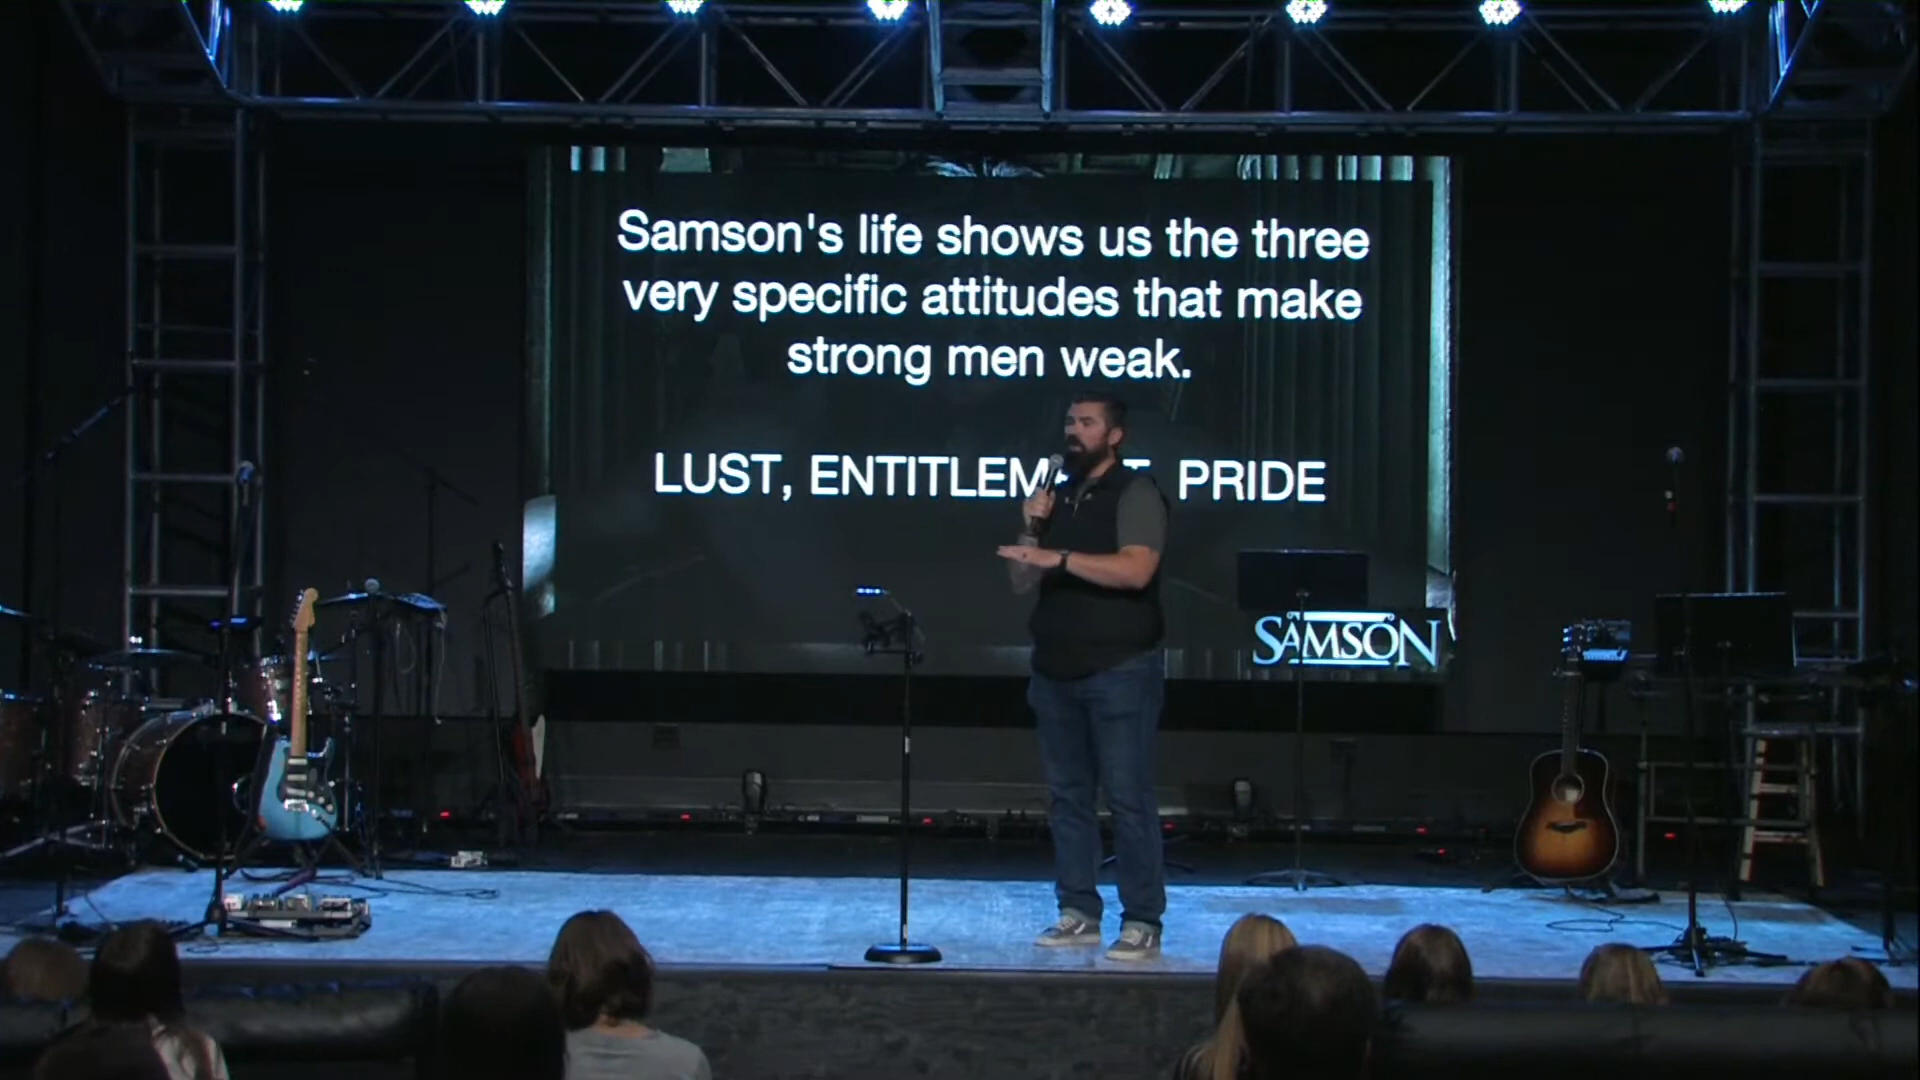 Samson's life shows us the three
very specific attitudes that make
strong men weak.
LUST, PRIDE
SAMSON